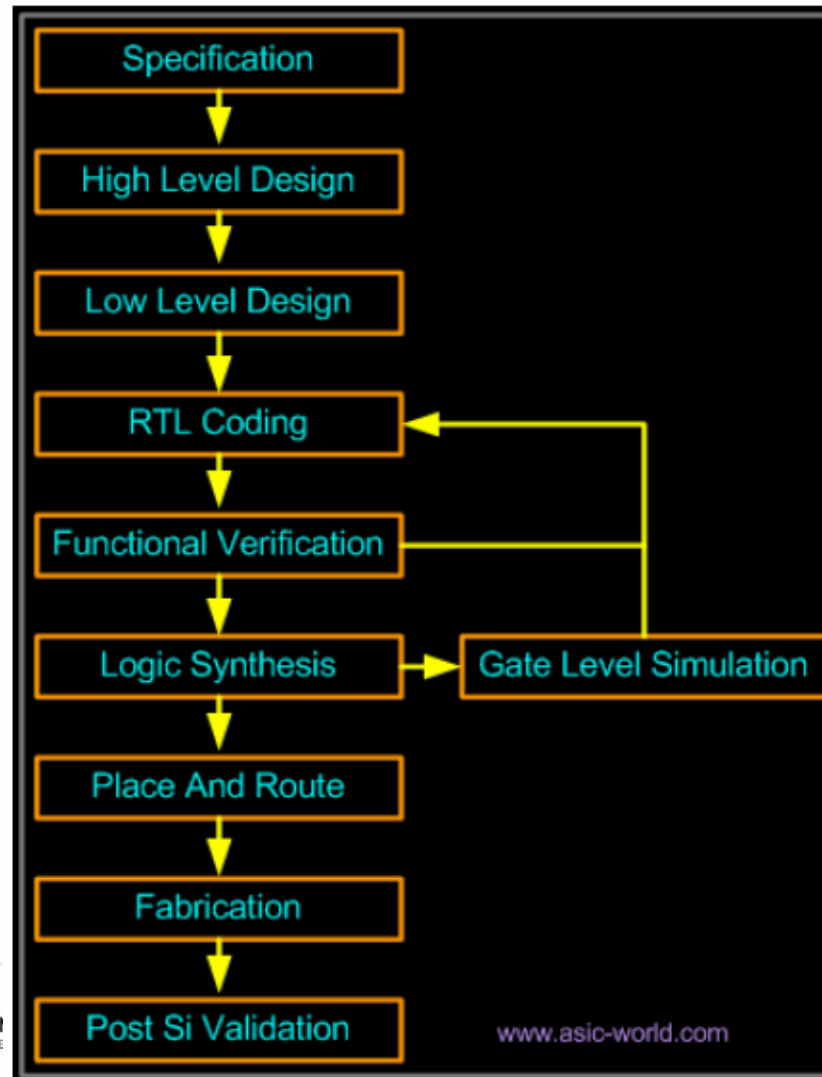 Specification
High Level Design
Low Level Design
RTL Coding
Functional Verification
Logic Synthesis
Gate Level Simulation
Place And Route
Fabrication
Post Si Validation
www.asic-world.com